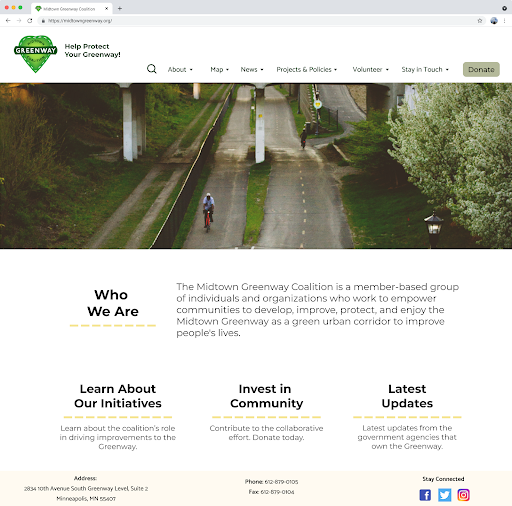 Midtown Greenway Coalition
https://midtowngreenway.org/
GREENWAY
Help Protect
Your Greenway!
About Map News Projects & Policies Volunteer Stay in Touch Donate
Who
We Are
The Midtown Greenway Coalition is a member-based group
of individuals and organizations who work to empower
communities to develop, improve, protect, and enjoy the
Midtown Greenway as a green urban corridor to improve
people's lives.
Learn About
Our Initiatives
Learn about the coalition's role
in driving improvements to the
Greenway.
Invest in
Community
Contribute to the collaborative
effort. Donate today.
Latest
Updates
Latest updates from the
government agencies that
own the Greenway.
Address:
2834 10th Avenue South Greenway Level, Suite 2
Minneapolis, MN 55407
Phone: 612-879-0105
Fax: 612-879-0104
Stay Connected